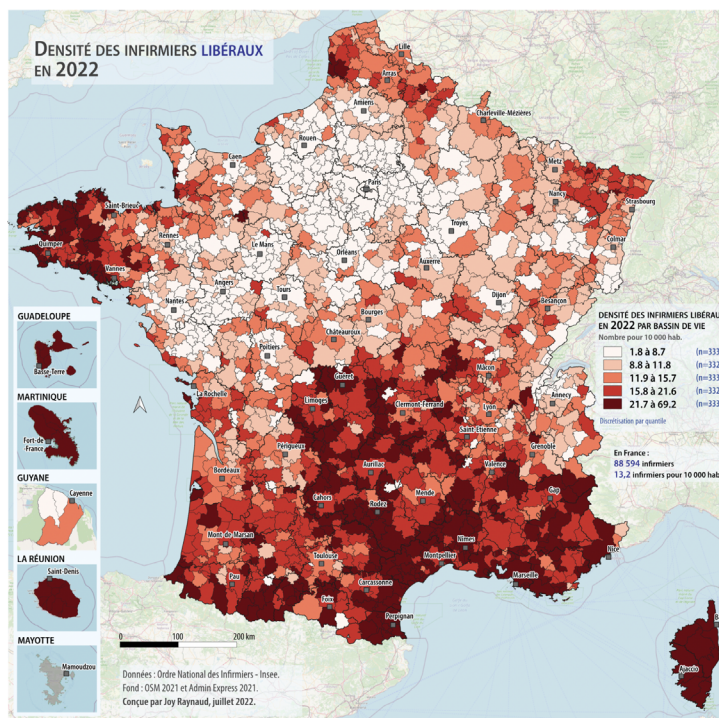 DENSITÉ DES INFIRMIERS LIBÉRAUX
EN 2022
Lille
Arras
Amiens
Charleville-Mézières
Rouen
Caen
Metz
Paris
Nancy
Strasbourg
Saint-Brieuc
Troyes
Quimper
Rennes
Le Mans
Colmar
Orléans
Auxerre
Vannes
Angers
Tours
Nantes
Dijon
Besançon
Bourges
Châteauroux
Poitiers
Mâcon
Guéret
La Rochelle
Limoges
Clermont-Ferrand
Lyon
Annecy
Saint-Etienne
Périgueux
Grenoble
Bordeaux
Aurillac
Valence
Cahors
Mende
Gap
Rodez
Mont-de-Marsan
Nîmes
Toulouse
Montpellier
Nice
Pau
Marseille
Carcassonne
Foix
Perpignan
Ba
Ajaccio
GUADELOUPE
Basse-Terre
MARTINIQUE
Fort-de-
France
GUYANE
Cayenne
LA RÉUNION
Saint-Denis
MAYOTTE
Mamoudzou
DENSITÉ DES INFIRMIERS LIBÉRAU
EN 2022 PAR BASSIN DE VIE
Nombre pour 10 000 hab.
1.8 à 8.7 (n=333
8.8 à 11.8 (n=332
11.9 à 15.7 (n=333
15.8 à 21.6 (n=332
21.7 à 69.2 (n=333
Discrétisation par quantile
En France :
88 594 infirmiers
13,2 infirmiers pour 10 000 hab
0 100 200 km
Données : Ordre National des Infirmiers - Insee.
Fond : OSM 2021 et Admin Express 2021.
Conçue par Joy Raynaud, juillet 2022.